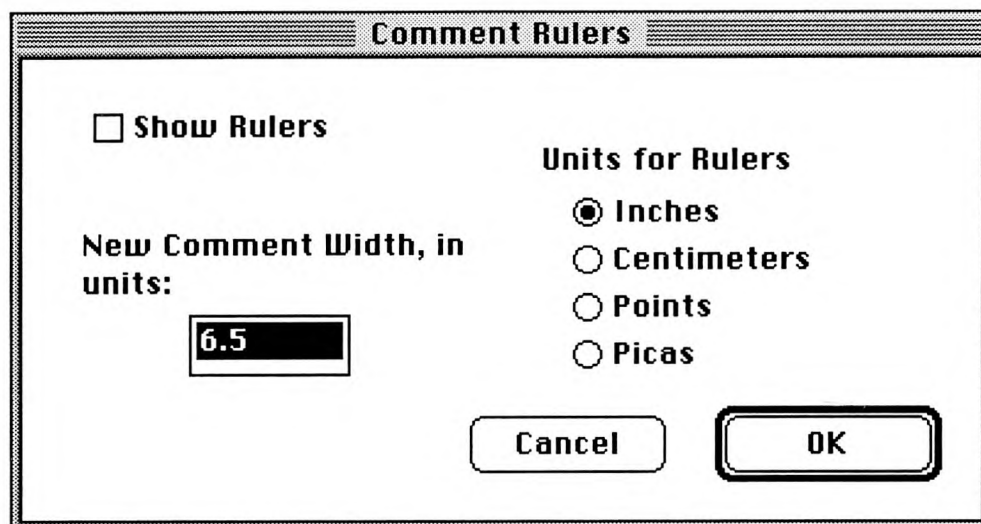 Comment Rulers
Show Rulers
New Comment Width, in
units:
6.5
Units for Rulers
Inches
Centimeters
Points
Picas
Cancel
OK